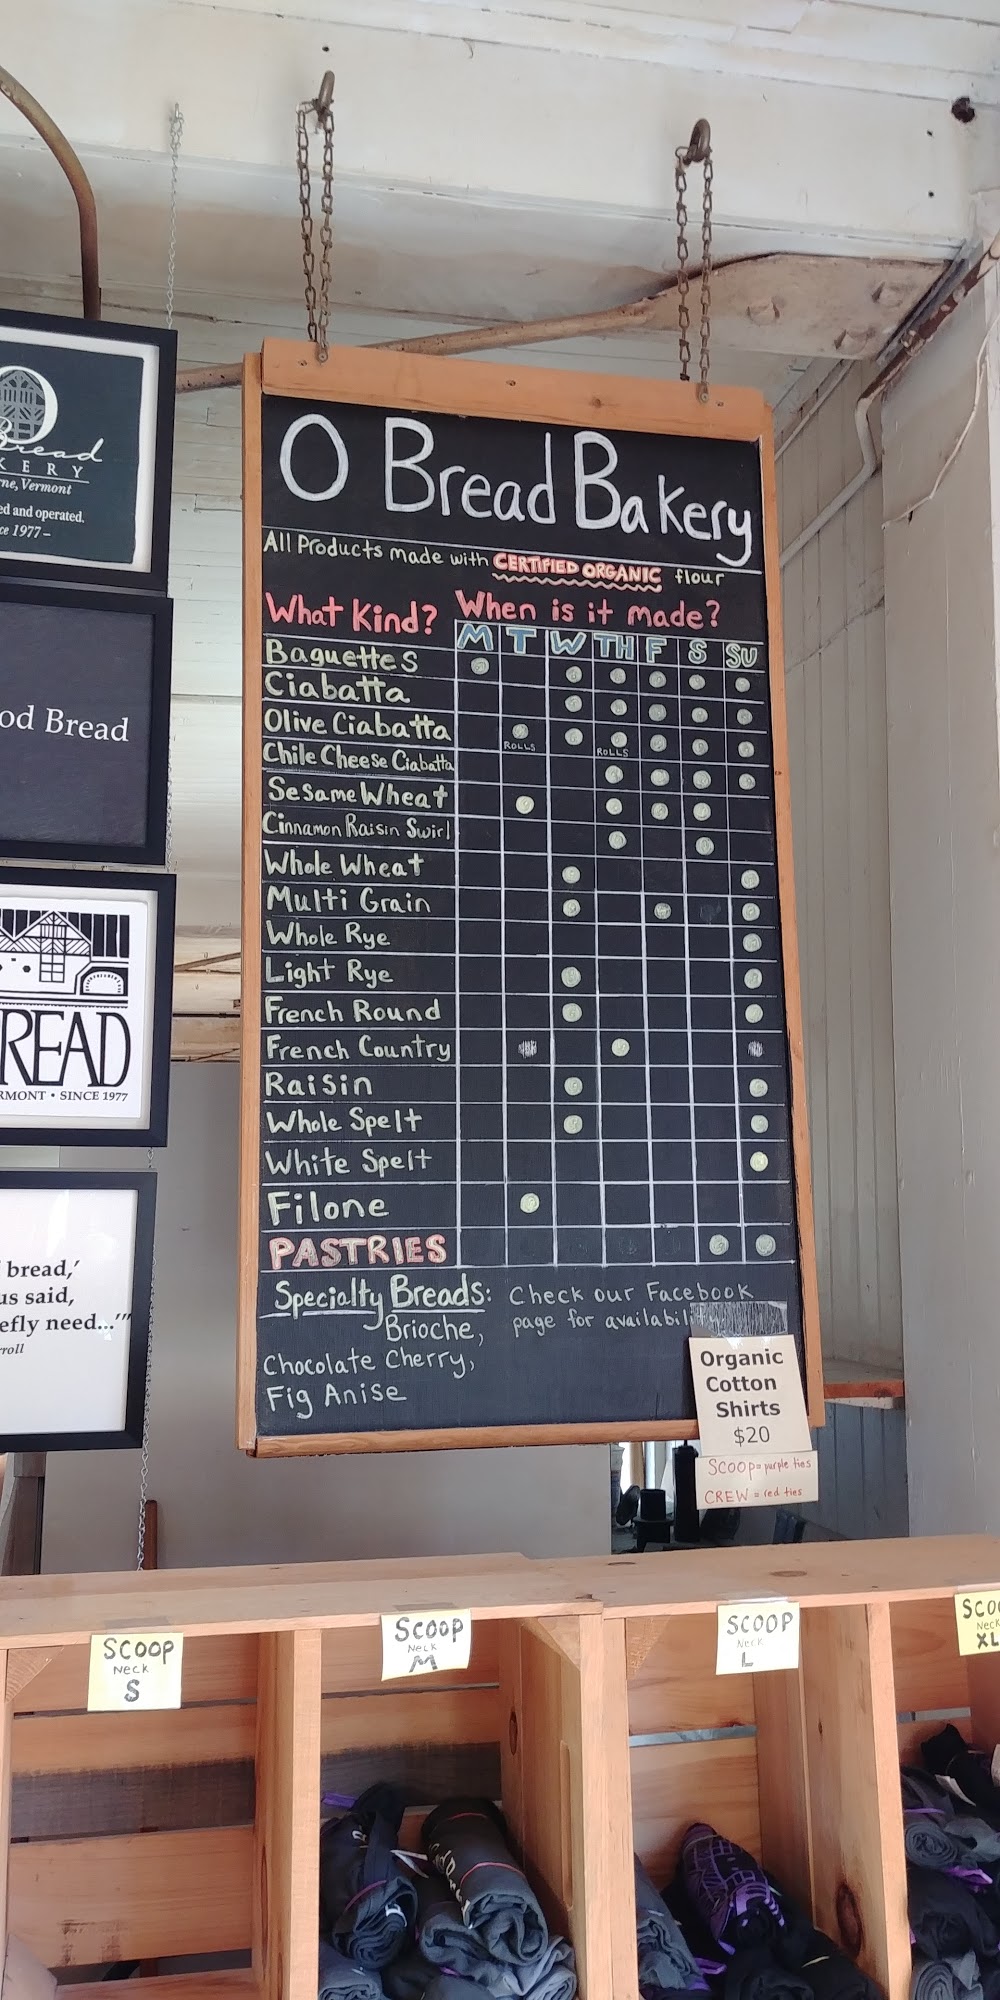 O Bread Bakery
All Products made with CERTIFIED ORGANIC flour
What Kind? When is it made?
M T W TH F S SU
Baguettes
Ciabatta
Olive Ciabatta
ROLLS ROLLS
Chile Cheese Ciabatta
Sesame Wheat
Cinnamon Raisin Swirl
Whole Wheat
Multi Grain
Whole Rye
Light Rye
French Round
French Country
Raisin
Whole Spelt
White Spelt
Filone
PASTRIES
Specialty Breads: Check our Facebook
Brioche, page for availabili
Chocolate Cherry,
Fig Anise
Organic
Cotton
Shirts
$20
SCOOP = purple ties
CREW = red ties
O
Bread
KERY
rne, Vermont
ed and operated.
ce 1977 –
od Bread
READ
RMONT • SINCE 1977
bread,’
us said,
efly need...’”
roll
SCOOP
Neck
S
SCOOP
Neck
M
SCOOP
Neck
L
SCOO
Neck
XL